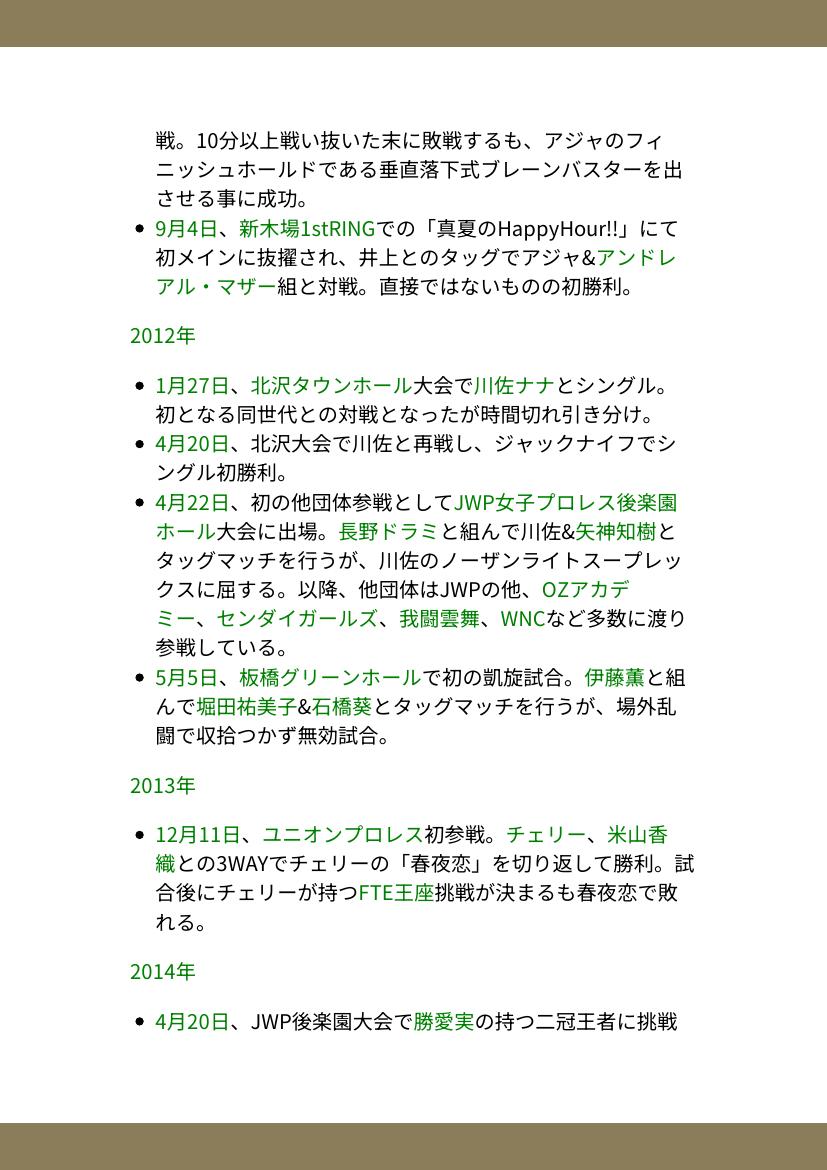 戦。10分以上戦い抜いた末に敗戦するも、アジャのフィ
ニッシュホールドである垂直落下式ブレーンバスターを出
させる事に成功。
• 9月4日、新木場1stRINGでの「真夏のHappyHour!!」にて
初メインに抜擢され、井上とのタッグでアジャ&アンドレ
アル・マザー組と対戦。直接ではないものの初勝利。
2012年
• 1月27日、北沢タウンホール大会で川佐ナナとシングル。
初となる同世代との対戦となったが時間切れ引き分け。
• 4月20日、北沢大会で川佐と再戦し、ジャックナイフでシ
ングル初勝利。
• 4月22日、初の他団体参戦としてJWP女子プロレス後楽園
ホール大会に出場。長野ドラミと組んで川佐&矢神知樹と
タッグマッチを行うが、川佐のノーザンライトスープレッ
クスに屈する。以降、他団体はJWPの他、OZアカデ
ミー、センダイガールズ、我闘雲舞、WNCなど多数に渡り
参戦している。
• 5月5日、板橋グリーンホールで初の凱旋試合。伊藤薫と組
んで堀田祐美子&石橋葵とタッグマッチを行うが、場外乱
闘で収拾つかず無効試合。
2013年
• 12月11日、ユニオンプロレス初参戦。チェリー、米山香
織との3WAYでチェリーの「春夜恋」を切り返して勝利。試
合後にチェリーが持つFTE王座挑戦が決まるも春夜恋で敗
れる。
2014年
• 4月20日、JWP後楽園大会で勝愛実の持つ二冠王者に挑戦